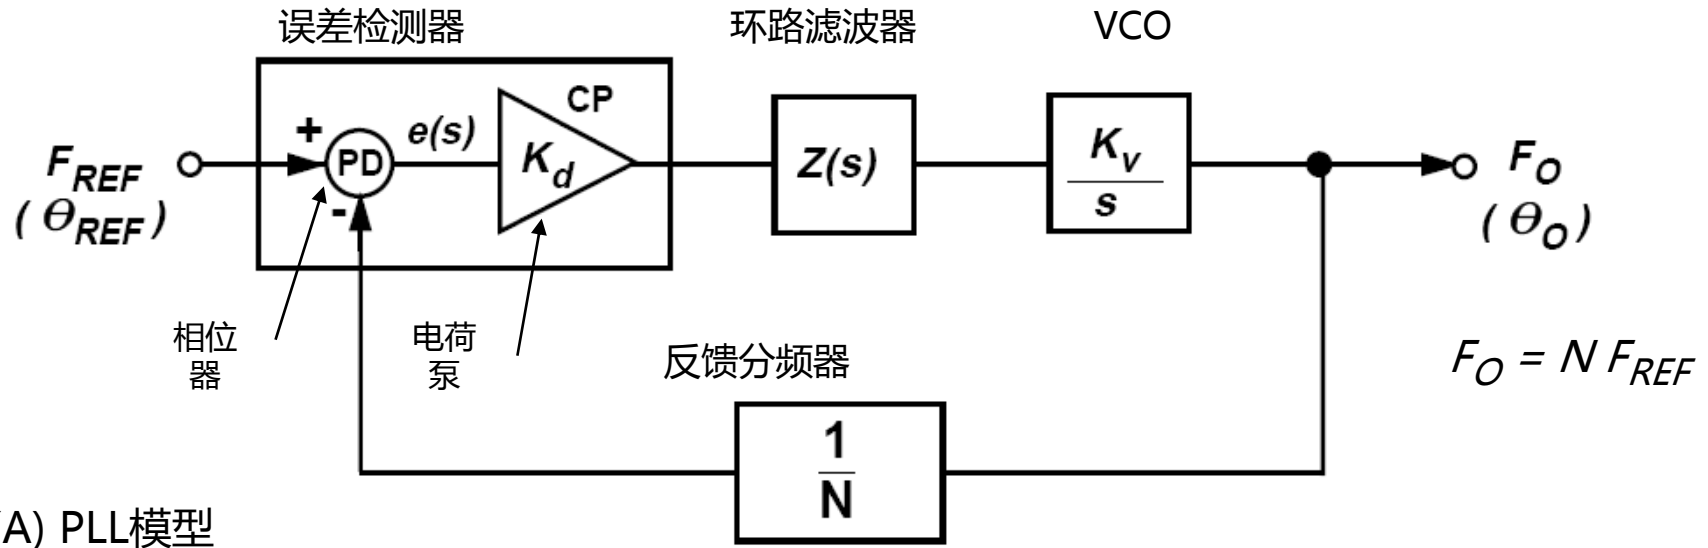 误差检测器
环路滤波器
VCO
CP
+
PD
e(s)
K_d
Z(s)
K_v
s
F_REF
(θ_REF)
-
F_O
(θ_O)
相位
器
电荷
泵
反馈分频器
F_O = N F_REF
1
N
A) PLL模型